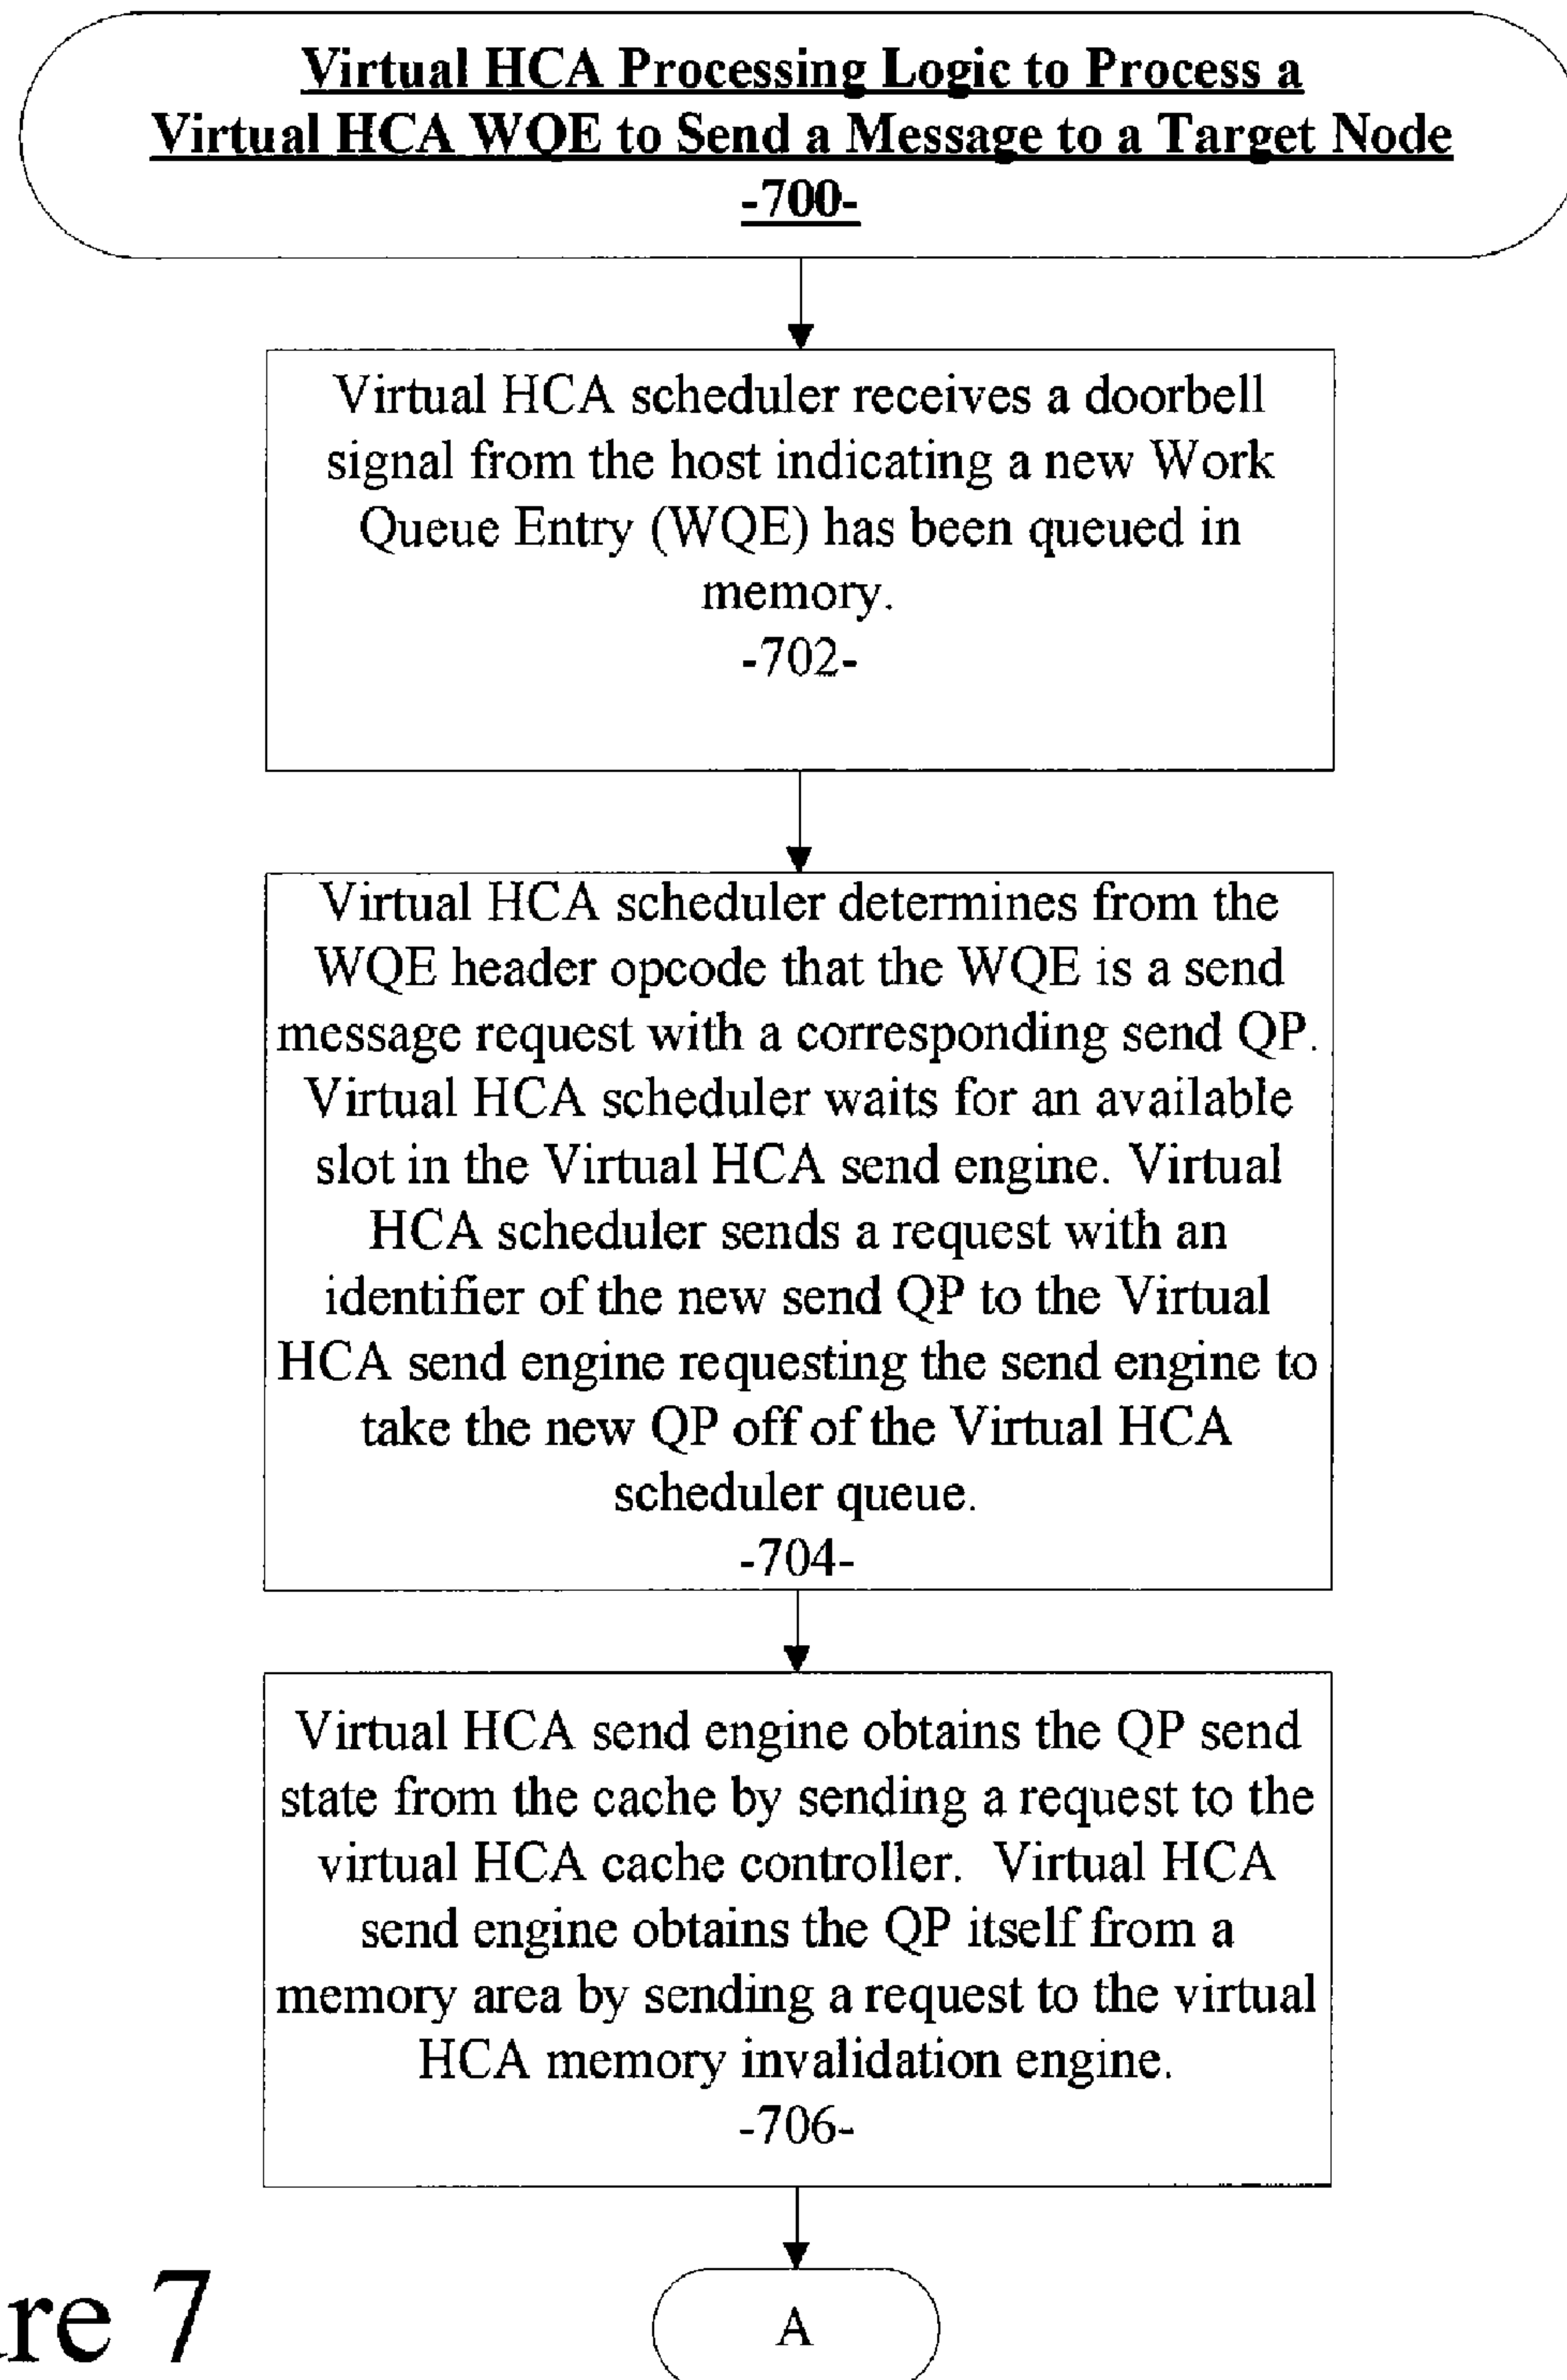 Virtual HCA Processing Logic to Process a
Virtual HCA WQE to Send a Message to a Target Node
-700-
Virtual HCA scheduler receives a doorbell
signal from the host indicating a new Work
Queue Entry (WQE) has been queued in
memory.
-702-
Virtual HCA scheduler determines from the
WQE header opcode that the WQE is a send
message request with a corresponding send QP.
Virtual HCA scheduler waits for an available
slot in the Virtual HCA send engine. Virtual
HCA scheduler sends a request with an
identifier of the new send QP to the Virtual
HCA send engine requesting the send engine to
take the new QP off of the Virtual HCA
scheduler queue.
-704-
Virtual HCA send engine obtains the QP send
state from the cache by sending a request to the
virtual HCA cache controller. Virtual HCA
send engine obtains the QP itself from a
memory area by sending a request to the virtual
HCA memory invalidation engine.
-706-
A
re 7